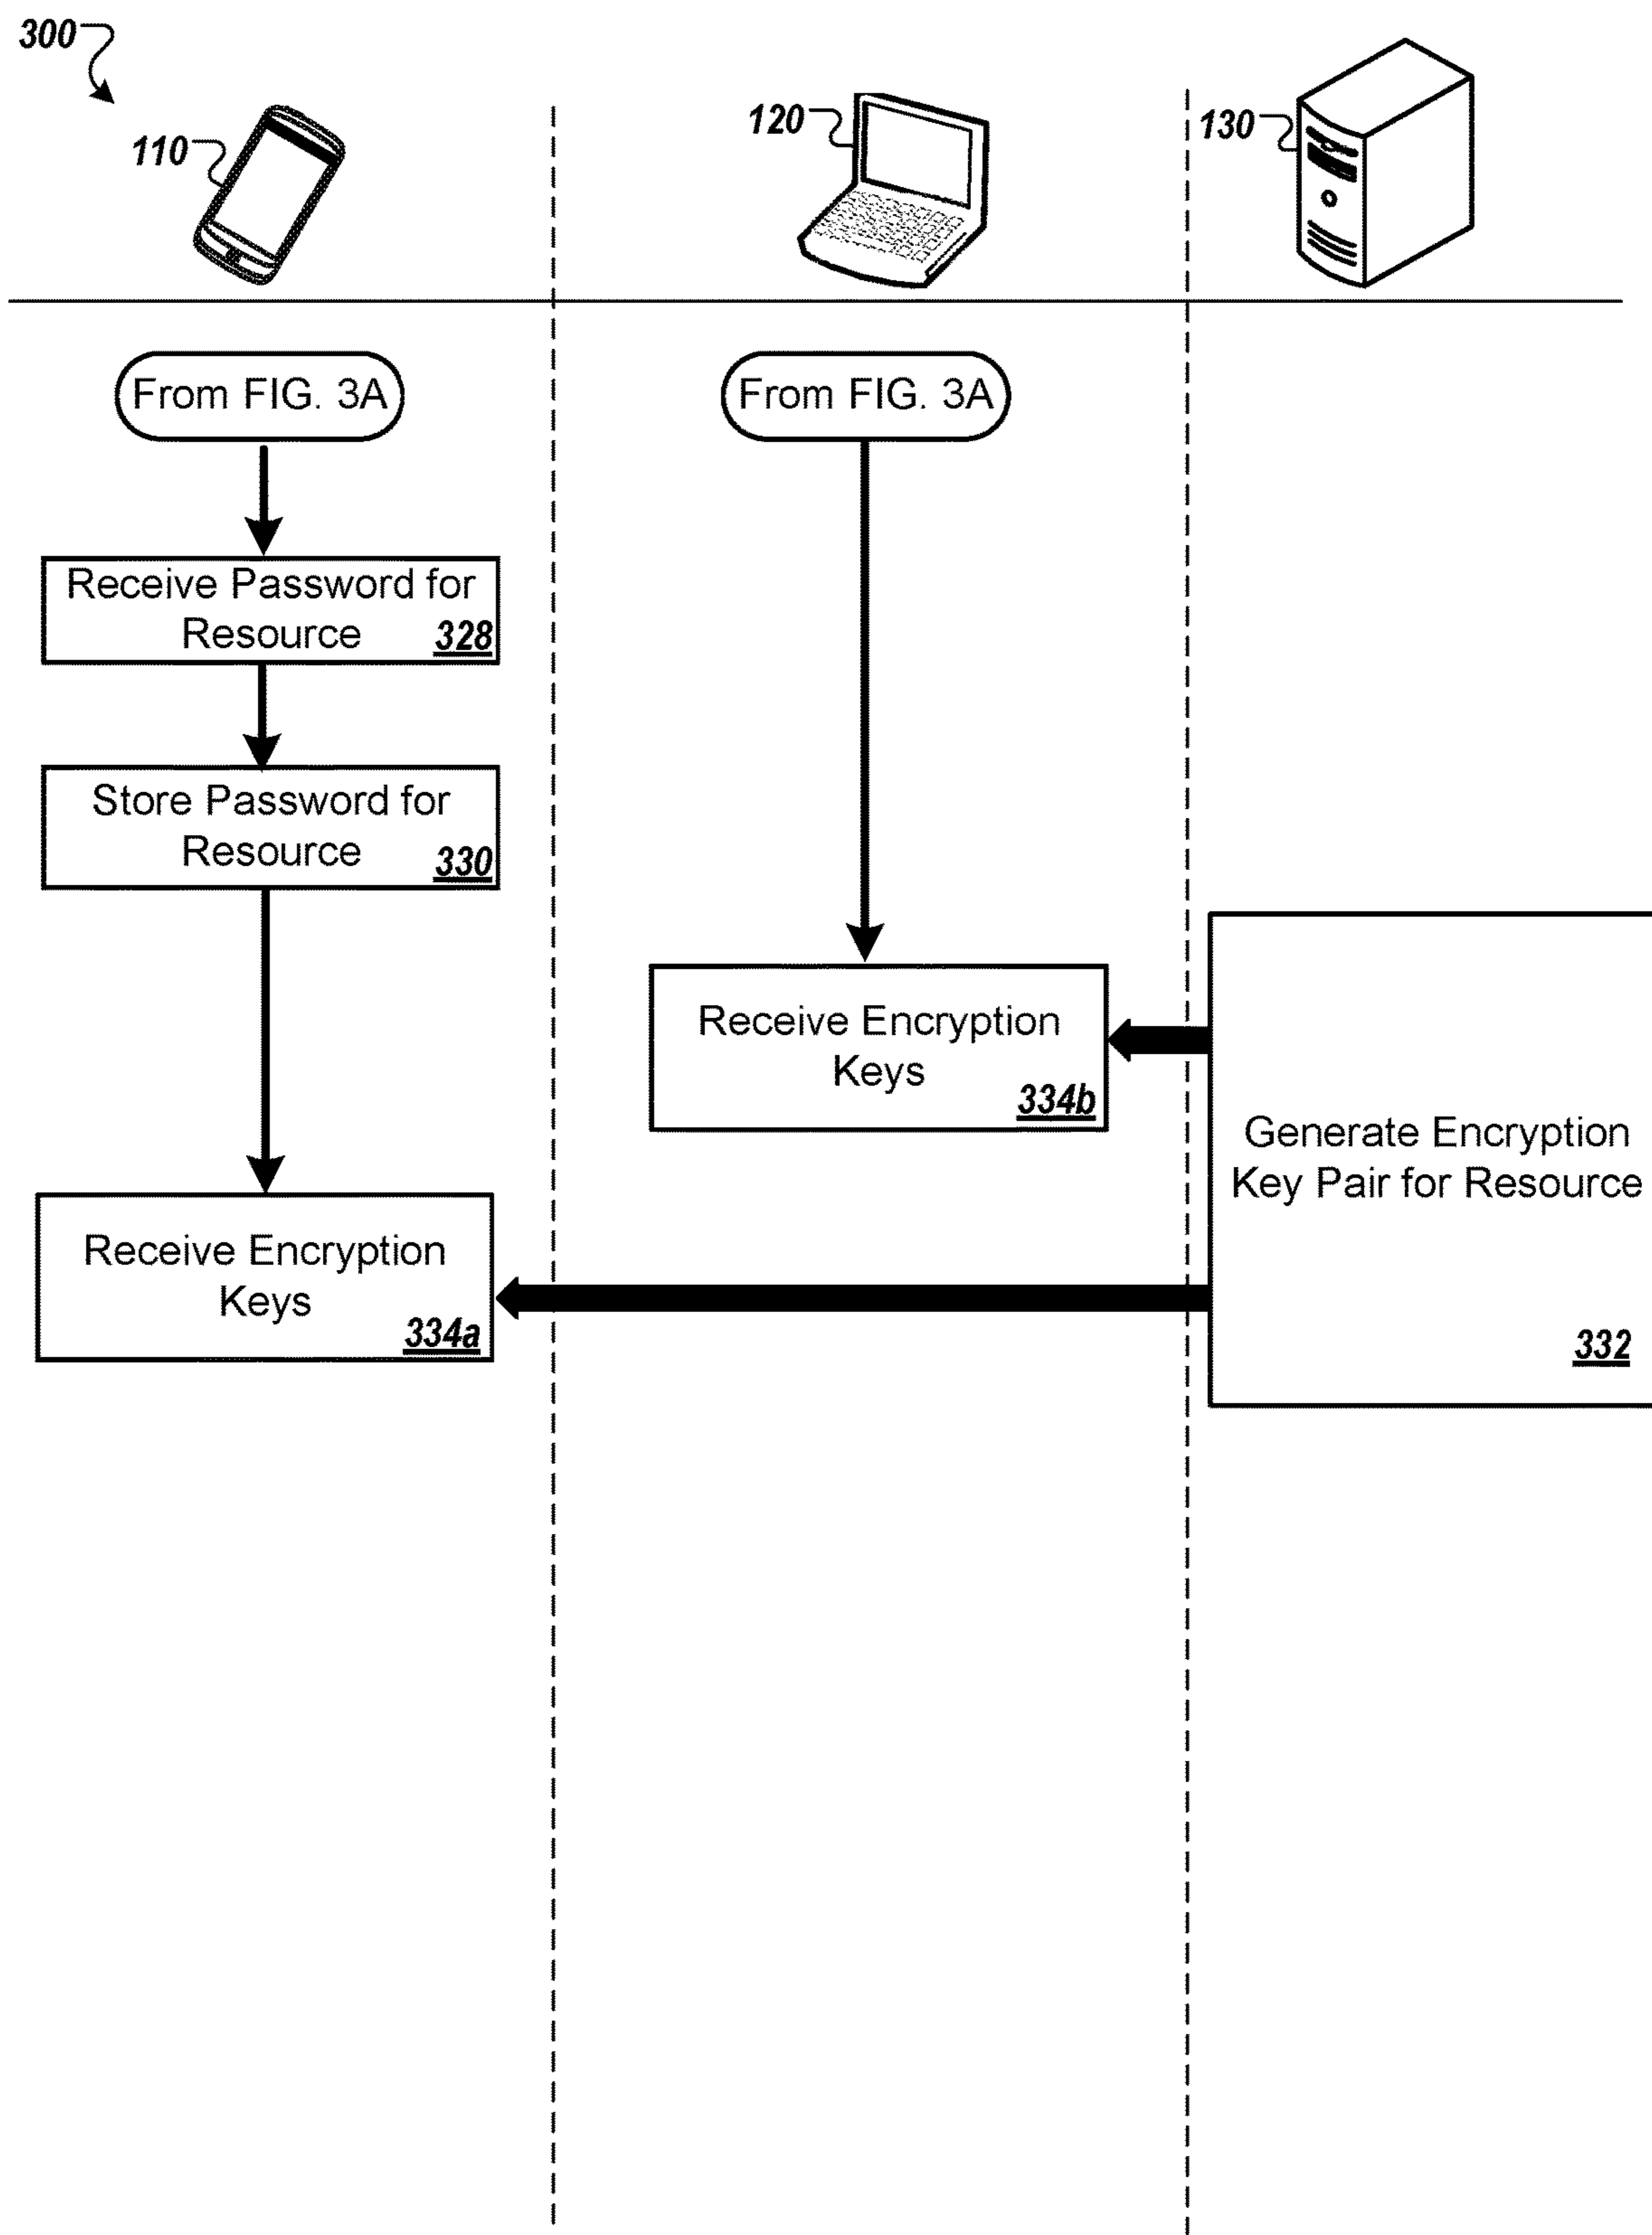 300
110
120
130
From FIG. 3A
From FIG. 3A
Receive Password for
Resource 328
Store Password for
Resource 330
Receive Encryption
Keys
334b
Generate Encryption
Key Pair for Resource
332
Receive Encryption
Keys
334a